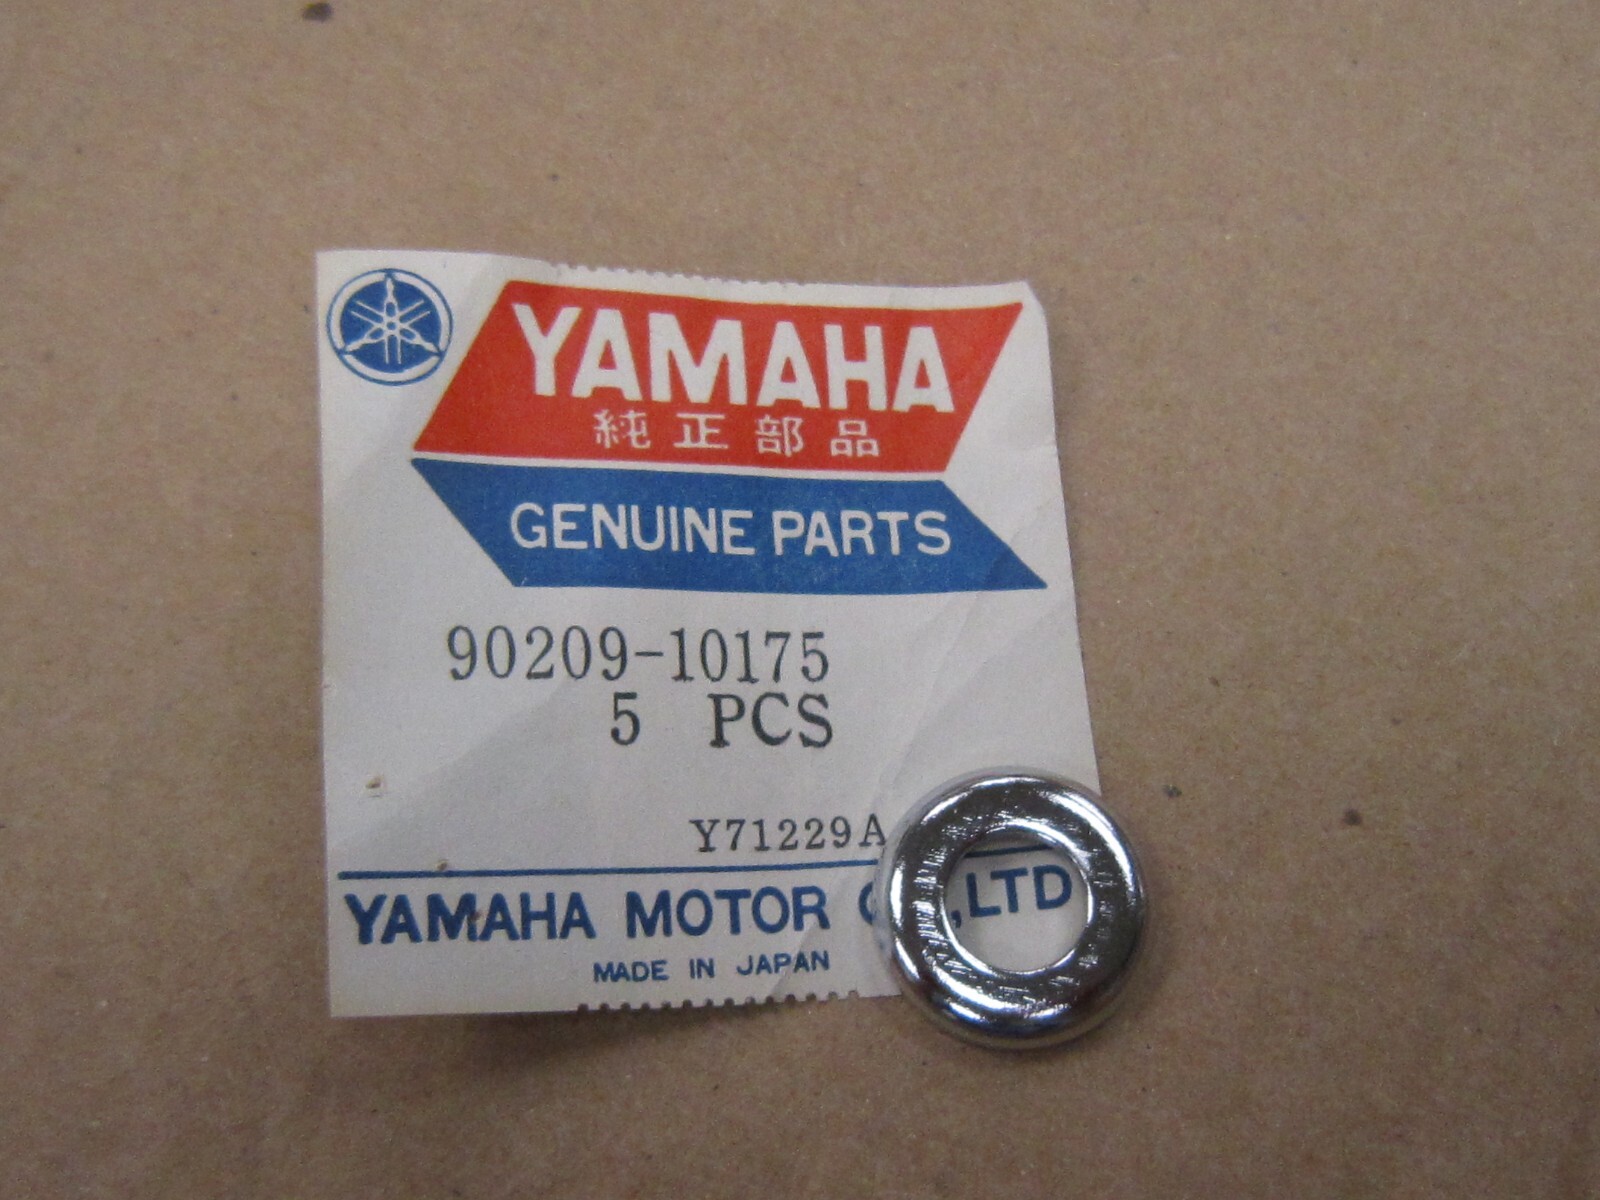 YAMAHA
純正部品
GENUINE PARTS
90209-10175
5 PCS
Y71229A
YAMAHA MOTOR ,LTD
MADE IN JAPAN